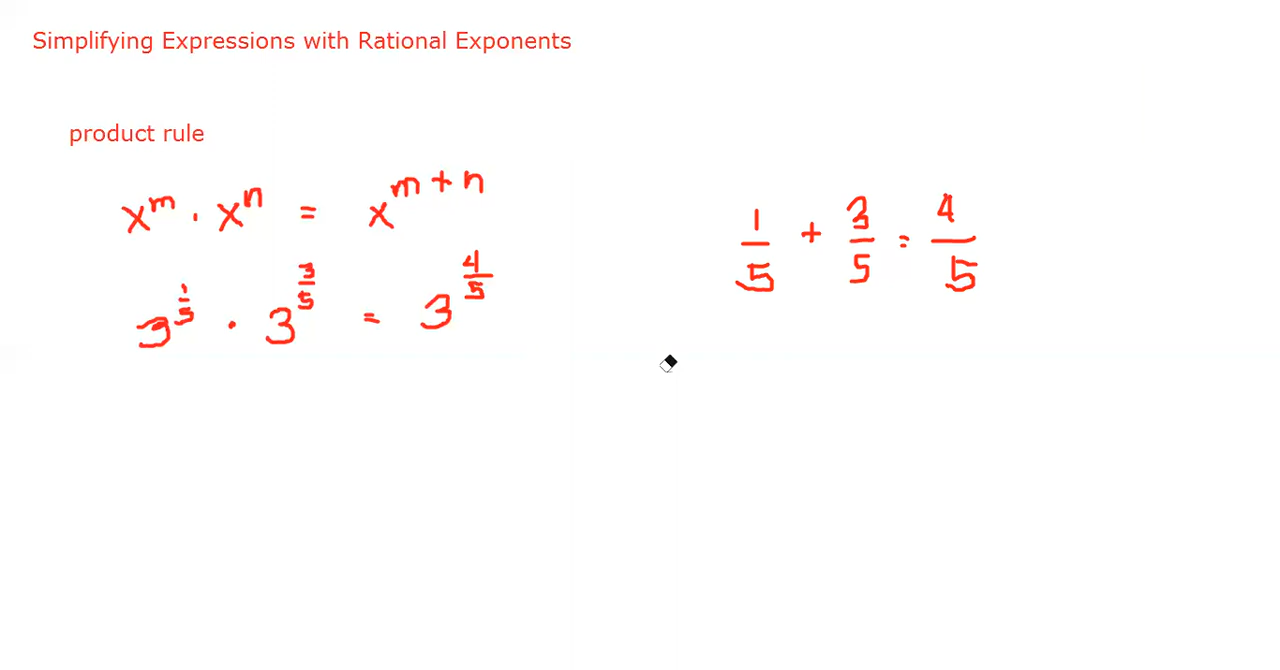 Simplifying Expressions with Rational Exponents
product rule
x^m · x^n = x^(m + n)
3^(1/5) · 3^(3/5) = 3^(4/5)
1/5 + 3/5 = 4/5